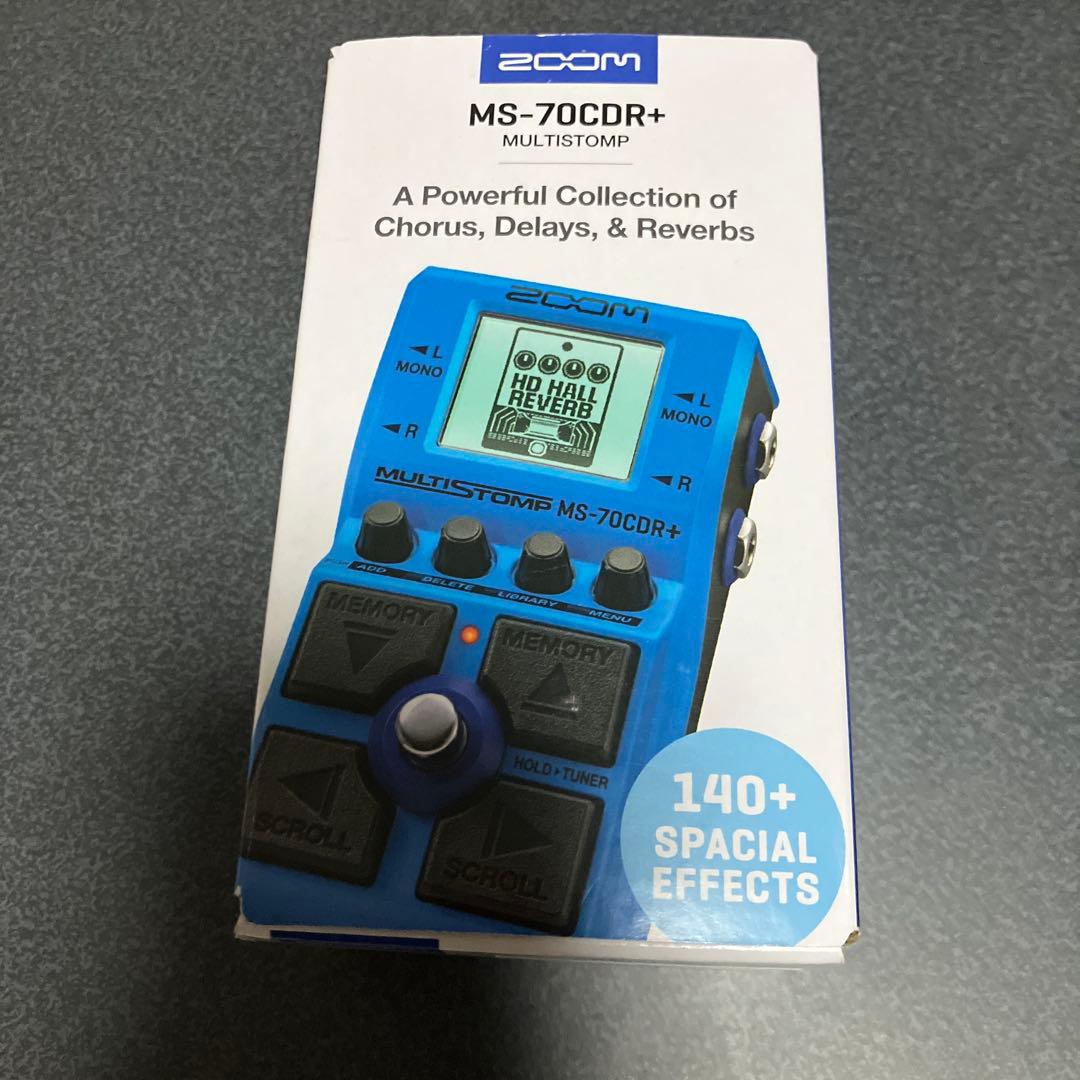 ZOOM
MS-70CDR+
MULTISTOMP
A Powerful Collection of
Chorus, Delays, & Reverbs
ZOOM
L
MONO
R
HD HALL
REVERB
L
MONO
R
MULTISTOMP MS-70CDR+
ADD DELETE LIBRARY MENU
MEMORY
MEMORY
HOLD▸TUNER
SCROLL
SCROLL
140+
SPACIAL
EFFECTS